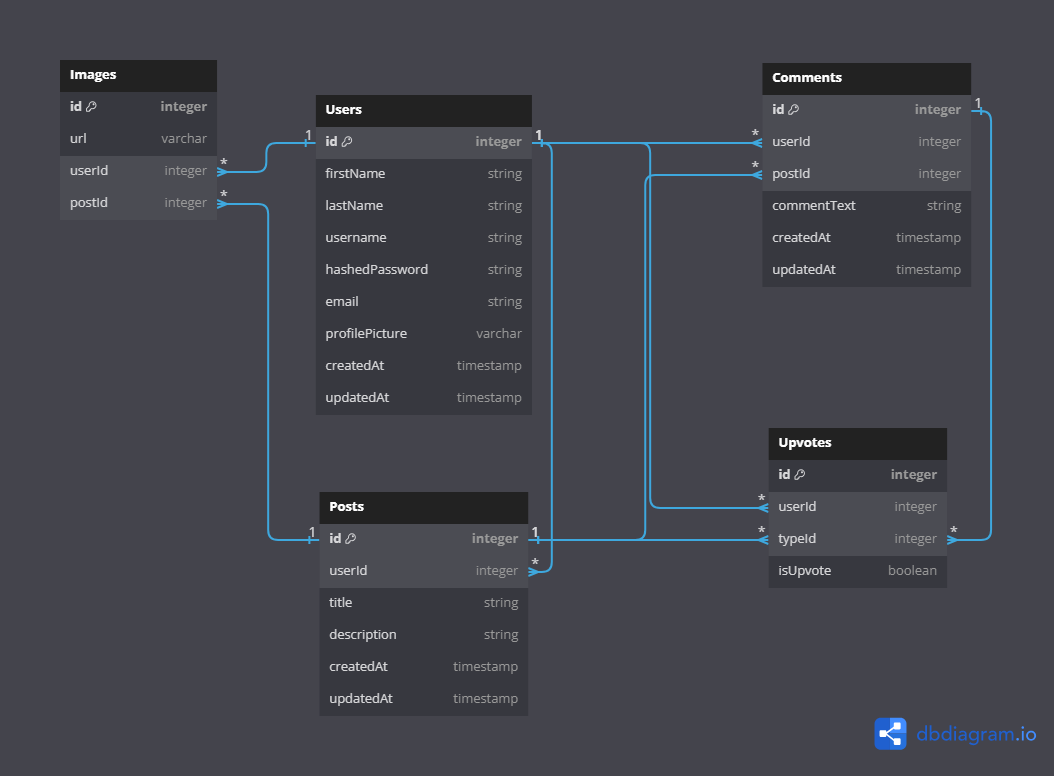 Images
id integer
url varchar
userId integer
postId integer
*
*
1
1
Users
id integer
firstName string
lastName string
username string
hashedPassword string
email string
profilePicture varchar
createdAt timestamp
updatedAt timestamp
1
1
Posts
id integer
userId integer
title string
description string
createdAt timestamp
updatedAt timestamp
1
*
Comments
id integer
userId integer
postId integer
commentText string
createdAt timestamp
updatedAt timestamp
*
*
1
Upvotes
id integer
userId integer
typeId integer
isUpvote boolean
*
*
*
dbdiagram.io